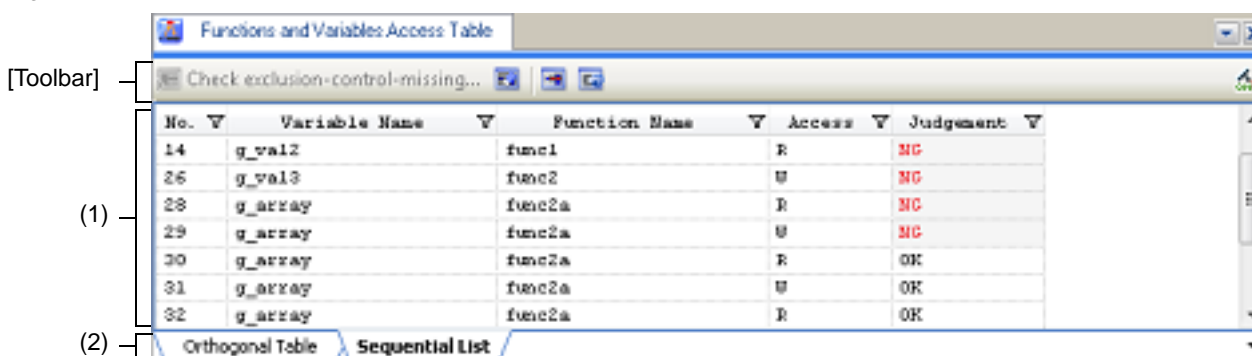 Functions and Variables Access Table
[Toolbar]
Check exclusion-control-missing...
No. Variable Name Function Name Access Judgement
14 g_val2 func1 R NG
26 g_val3 func2 W NG
28 g_array func2a R NG
29 g_array func2a W NG
(1)
30 g_array func2a R OK
31 g_array func2a W OK
32 g_array func2a R OK
(2)
Orthogonal Table Sequential List